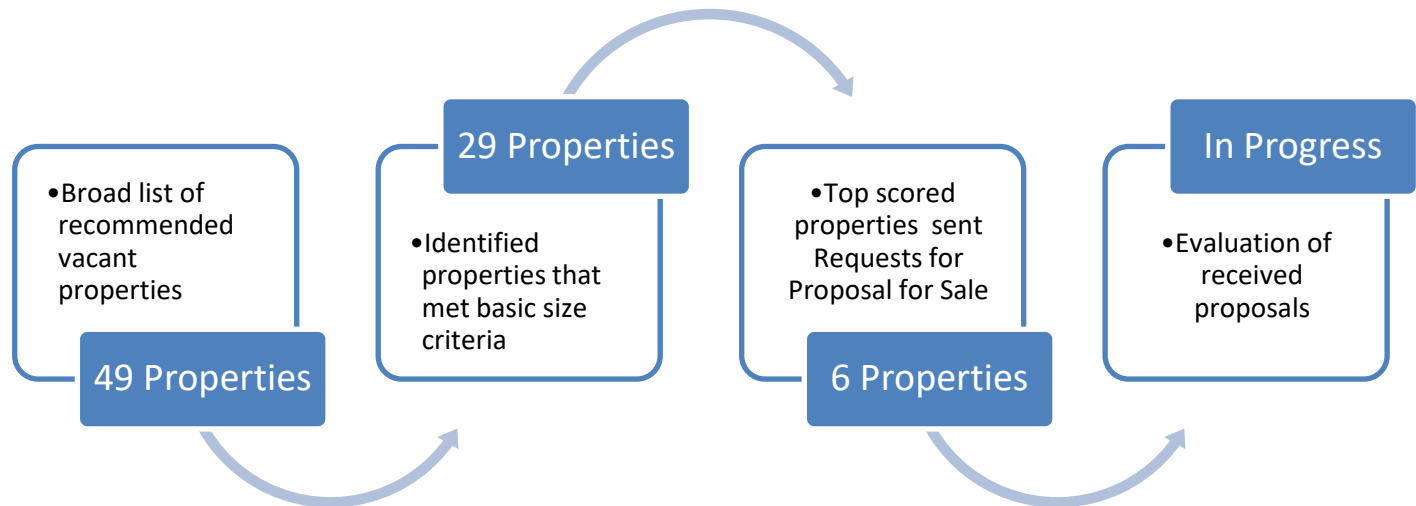 •Broad list of
recommended
vacant
properties
49 Properties
29 Properties
•Identified
properties that
met basic size
criteria
•Top scored
properties  sent
Requests for
Proposal for Sale
6 Properties
In Progress
•Evaluation of
received
proposals